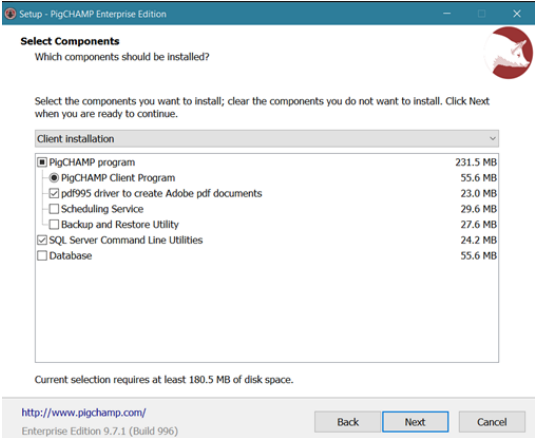 Setup - PigCHAMP Enterprise Edition
Select Components
Which components should be installed?
Select the components you want to install; clear the components you do not want to install. Click Next
when you are ready to continue.
Client installation
PigCHAMP program 231.5 MB
PigCHAMP Client Program 55.6 MB
pdf995 driver to create Adobe pdf documents 23.0 MB
Scheduling Service 29.6 MB
Backup and Restore Utility 27.6 MB
SQL Server Command Line Utilities 24.2 MB
Database 55.6 MB
Current selection requires at least 180.5 MB of disk space.
http://www.pigchamp.com/
Enterprise Edition 9.7.1 (Build 996)
Back Next Cancel